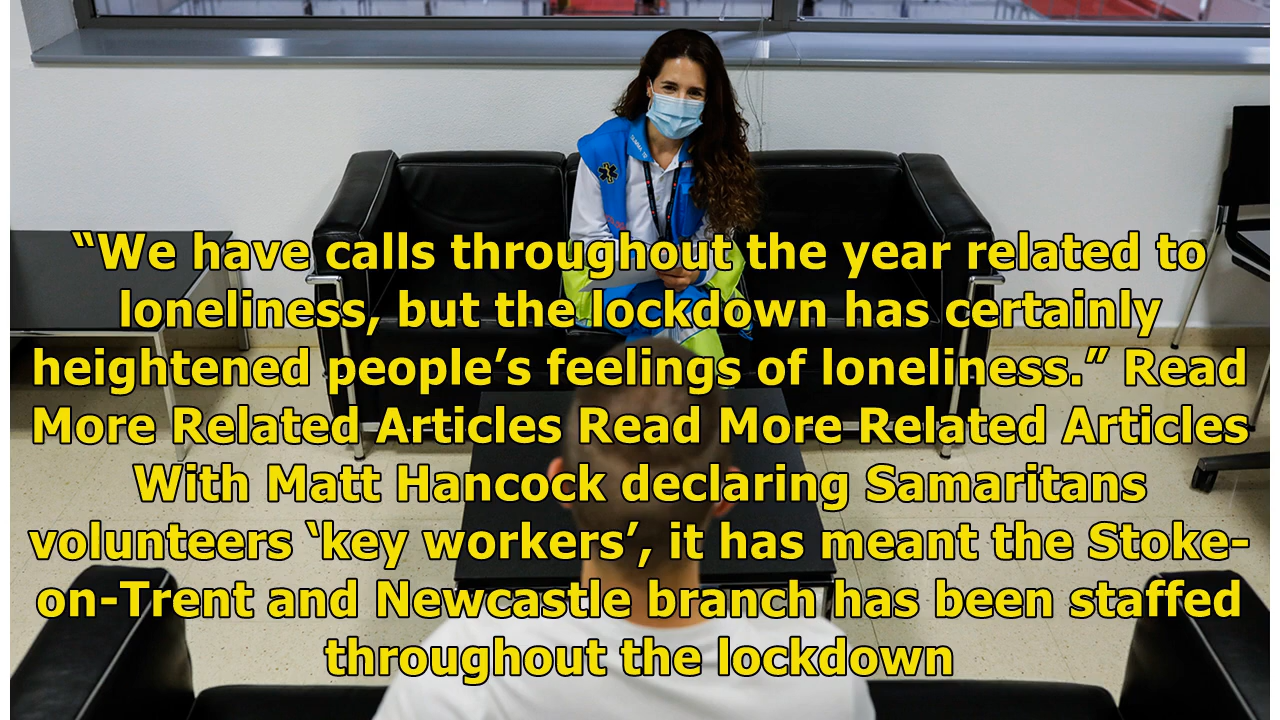 “We have calls throughout the year related to
loneliness, but the lockdown has certainly
heightened people’s feelings of loneliness.” Read
More Related Articles Read More Related Articles
With Matt Hancock declaring Samaritans
volunteers ‘key workers’, it has meant the Stoke-
on-Trent and Newcastle branch has been staffed
throughout the lockdown